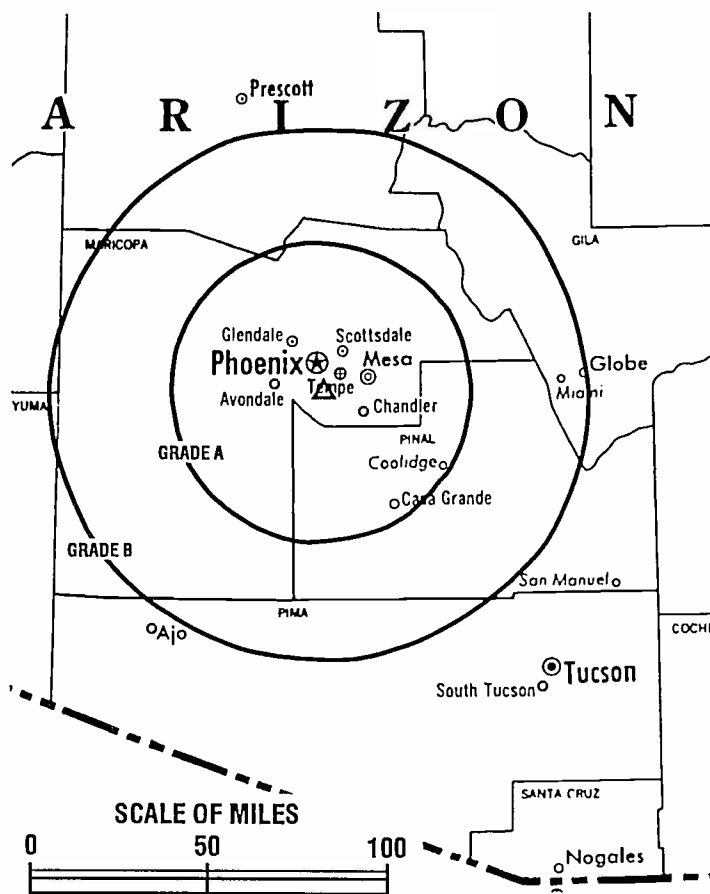 Prescott
A R I Z O N
MARICOPA
GILA
Glendale
Scottsdale
Phoenix
Mesa
Globe
Tempe
Miami
Avondale
YUMA
Chandler
PINAL
GRADE A
Coolidge
Casa Grande
GRADE B
San Manuel
PIMA
Ajo
COCHI
Tucson
South Tucson
SANTA CRUZ
SCALE OF MILES
0 50 100
Nogales